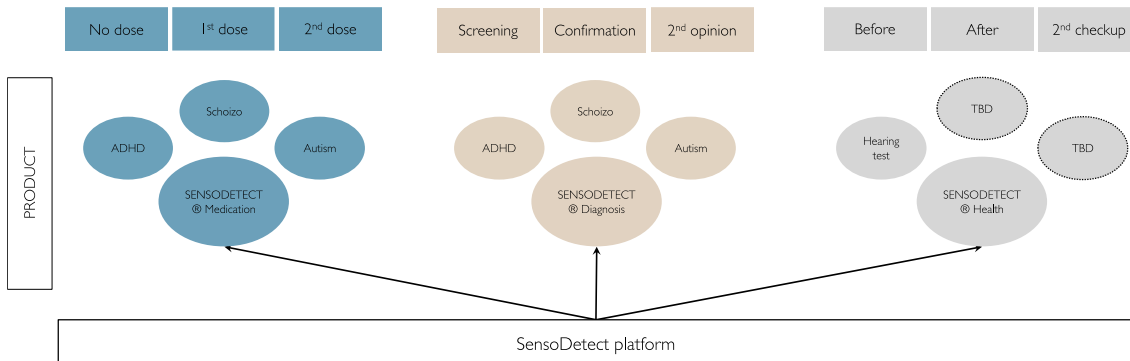 No dose
1st dose
2nd dose
Screening
Confirmation
2nd opinion
Before
After
2nd checkup
PRODUCT
Schoizo
ADHD
Autism
SENSODETECT
® Medication
Schoizo
ADHD
Autism
SENSODETECT
® Diagnosis
TBD
Hearing
test
TBD
SENSODETECT
® Health
SensoDetect platform